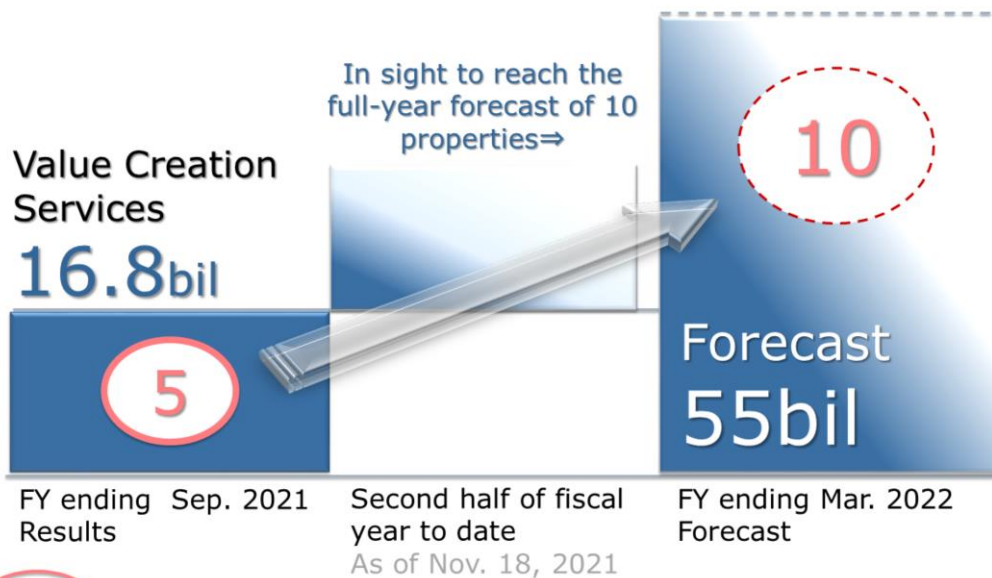 In sight to reach the
full-year forecast of 10
properties⇒
Value Creation
Services
16.8bil
5
10
Forecast
55bil
FY ending Sep. 2021
Results
Second half of fiscal
year to date
As of Nov. 18, 2021
FY ending Mar. 2022
Forecast